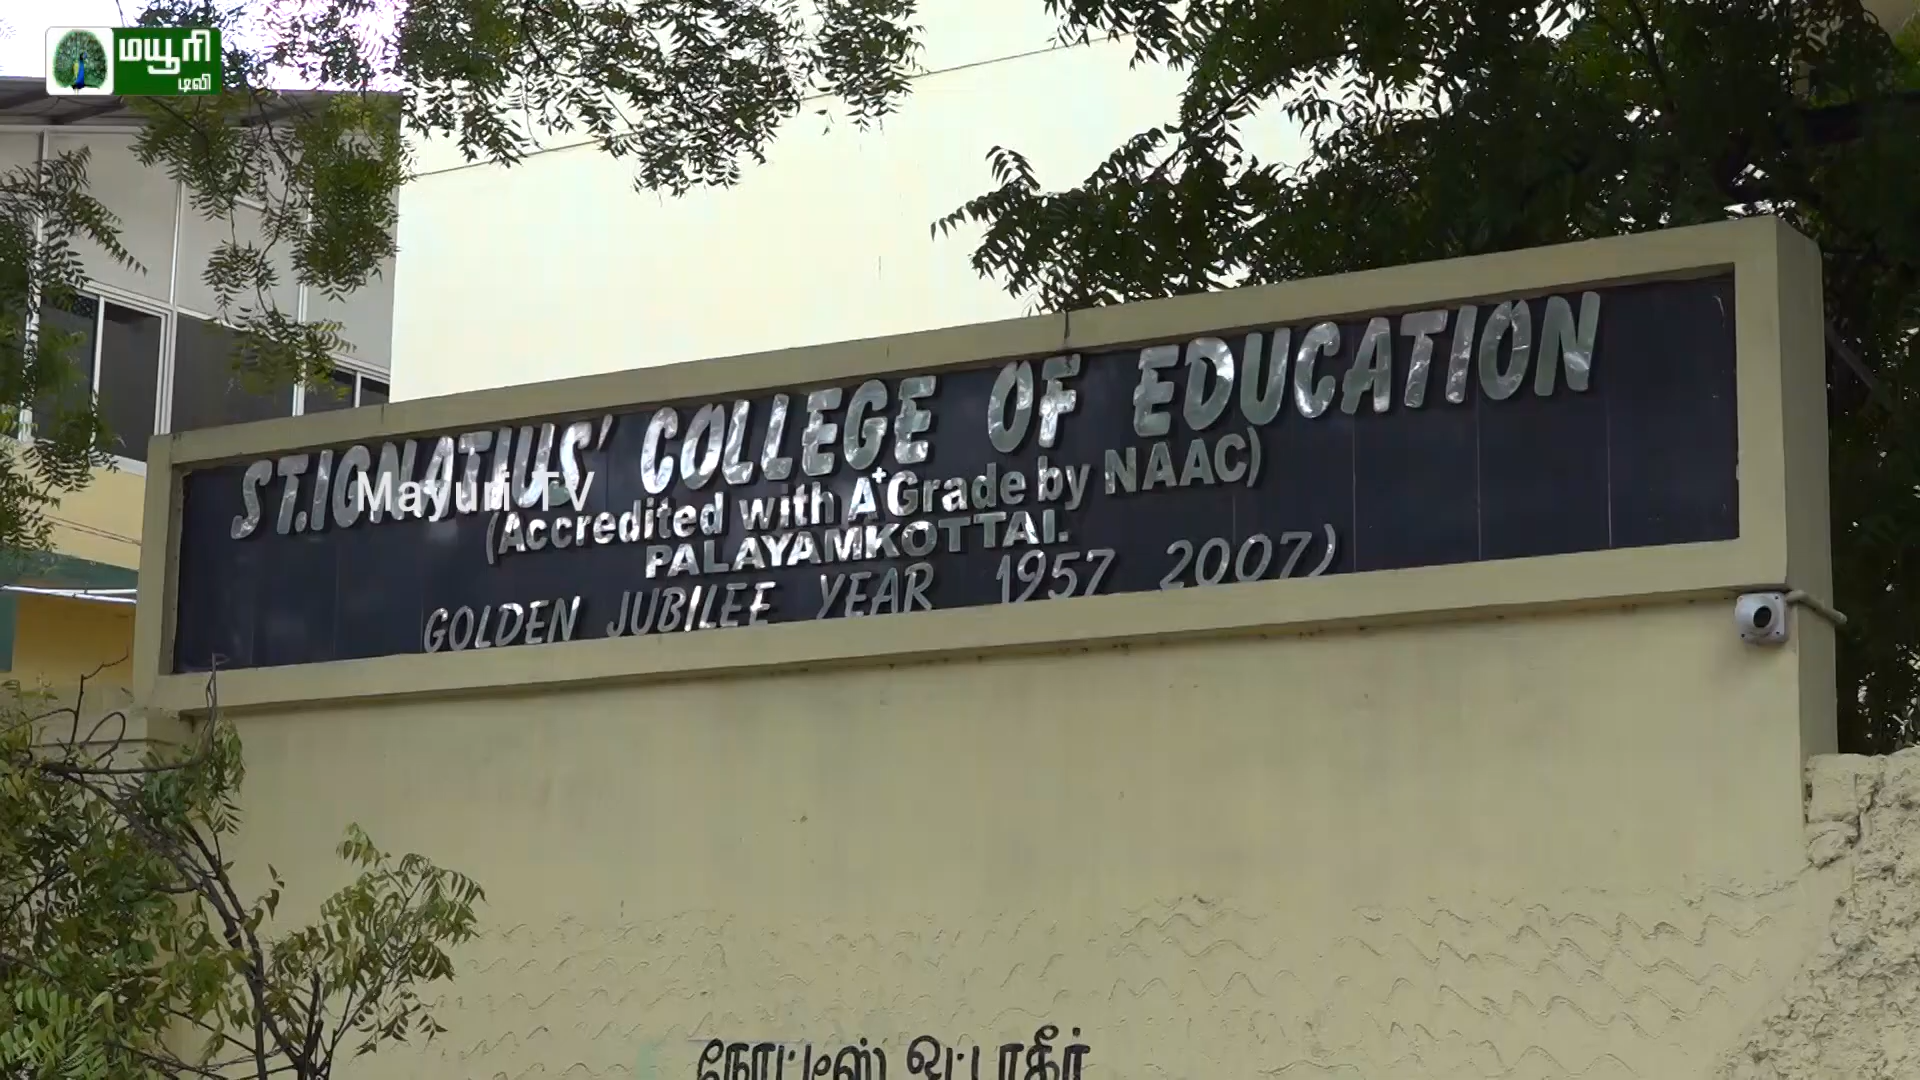 மயூரி
டிவி
ST.IGNATIUS' COLLEGE OF EDUCATION
Mayuri TV
(Accredited with A+Grade by NAAC)
PALAYAMKOTTAI.
GOLDEN JUBILEE YEAR 1957 2007)
நோட்டீஸ் ஒட்டாதீர்